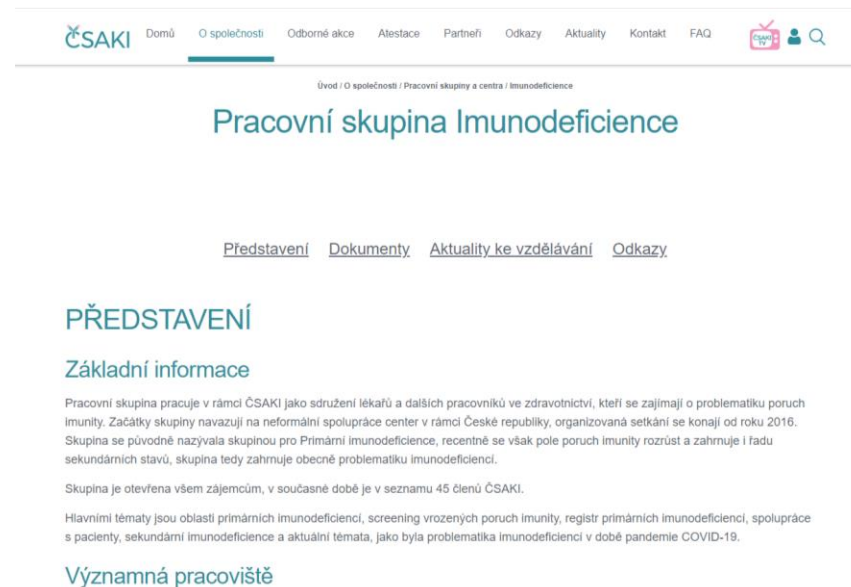 ČSAKI Domů O společnosti Odborné akce Atestace Partneři Odkazy Aktuality Kontakt FAQ ČSAKI TV
Úvod / O společnosti / Pracovní skupiny a centra / Imunodeficience
Pracovní skupina Imunodeficience
Představení Dokumenty Aktuality ke vzdělávání Odkazy
PŘEDSTAVENÍ
Základní informace
Pracovní skupina pracuje v rámci ČSAKI jako sdružení lékařů a dalších pracovníků ve zdravotnictví, kteří se zajímají o problematiku poruch
imunity. Začátky skupiny navazují na neformální spolupráce center v rámci České republiky, organizovaná setkání se konají od roku 2016.
Skupina se původně nazývala skupinou pro Primární imunodeficience, recentně se však pole poruch imunity rozrůst a zahrnuje i řadu
sekundárních stavů, skupina tedy zahrnuje obecně problematiku imunodeficiencí.
Skupina je otevřena všem zájemcům, v současné době je v seznamu 45 členů ČSAKI.
Hlavními tématy jsou oblasti primárních imunodeficiencí, screening vrozených poruch imunity, registr primárních imunodeficiencí, spolupráce
s pacienty, sekundární imunodeficience a aktuální témata, jako byla problematika imunodeficiencí v době pandemie COVID-19.
Významná pracoviště